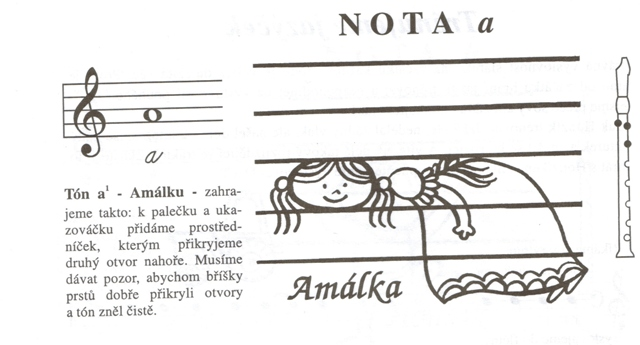 NOTA a
a
Tón a¹ - Amálku - zahra-
jeme takto: k palečku a uka-
zováčku přidáme prostřed-
níček, kterým přikryjeme
druhý otvor nahoře. Musíme
dávat pozor, abychom bříšky
prstů dobře přikryli otvory
a tón zněl čistě.
Amálka